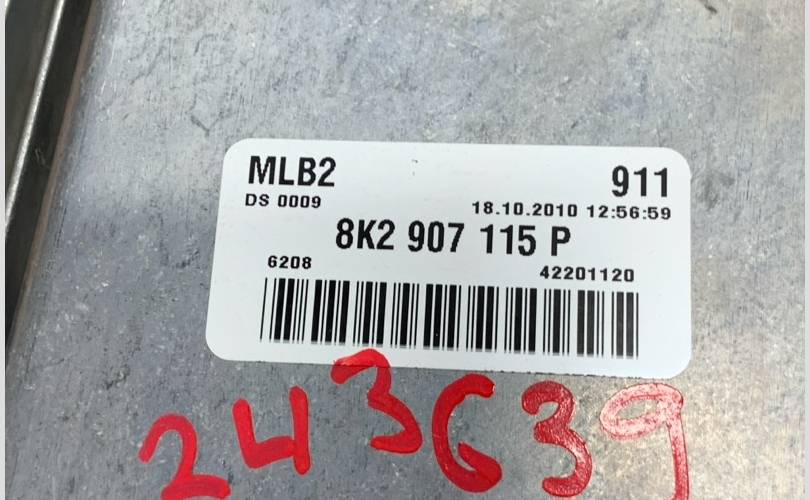 MLB2 911
DS 0009 18.10.2010 12:56:59
8K2 907 115 P
6208 42201120
243639